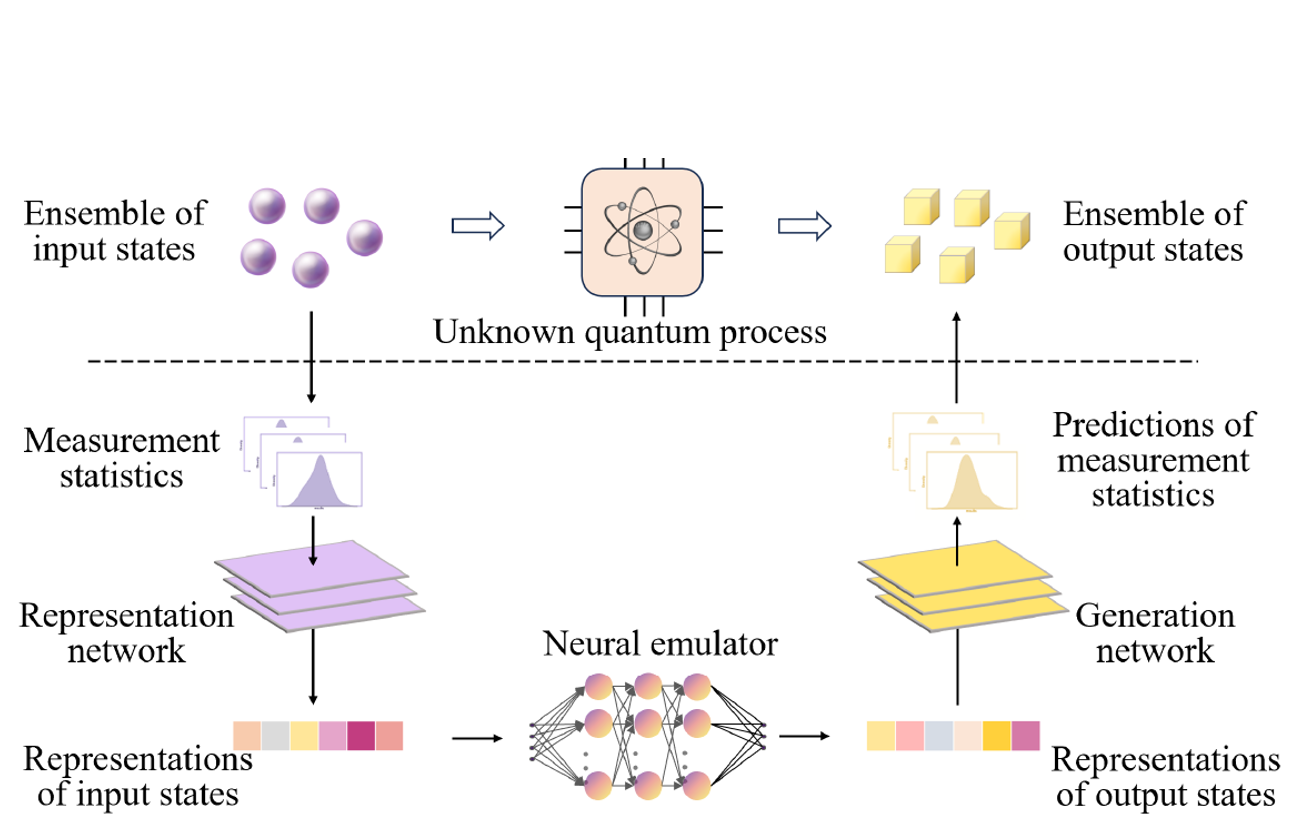 Ensemble of
input states
Ensemble of
output states
Unknown quantum process
Measurement
statistics
Predictions of
measurement
statistics
Representation
network
Generation
network
Neural emulator
Representations
of input states
Representations
of output states